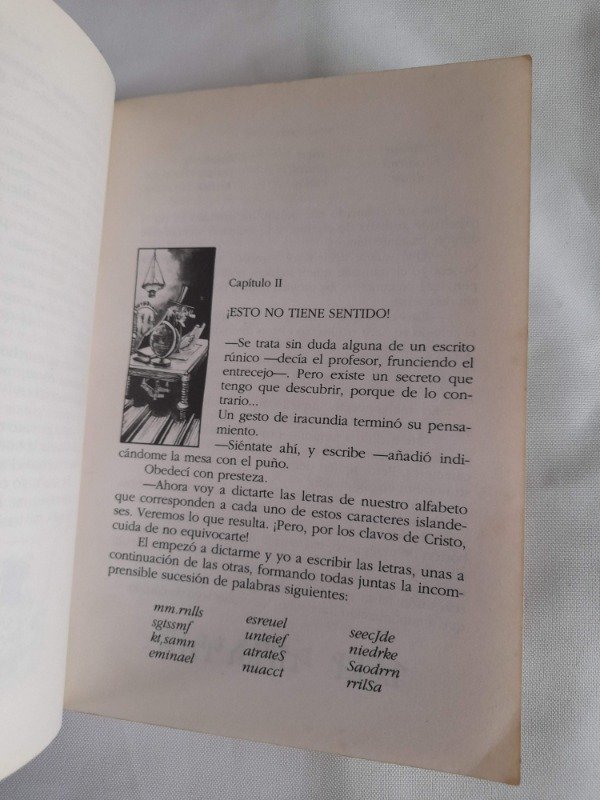 Capítulo II
¡ESTO NO TIENE SENTIDO!
—Se trata sin duda alguna de un escrito
rúnico —decía el profesor, frunciendo el
entrecejo—. Pero existe un secreto que
tengo que descubrir, porque de lo con-
trario...
Un gesto de iracundia terminó su pensa-
miento.
—Siéntate ahí, y escribe —añadió indi-
cándome la mesa con el puño.
Obedecí con presteza.
—Ahora voy a dictarte las letras de nuestro alfabeto
que corresponden a cada uno de estos caracteres islande-
ses. Veremos lo que resulta. ¡Pero, por los clavos de Cristo,
cuida de no equivocarte!
El empezó a dictarme y yo a escribir las letras, unas a
continuación de las otras, formando todas juntas la incom-
prensible sucesión de palabras siguientes:
mm.rnlls esreuel seecJde
sgtssmf unteief niedrke
kt,samn atrateS Saodrrn
eminael nuacct rrilSa